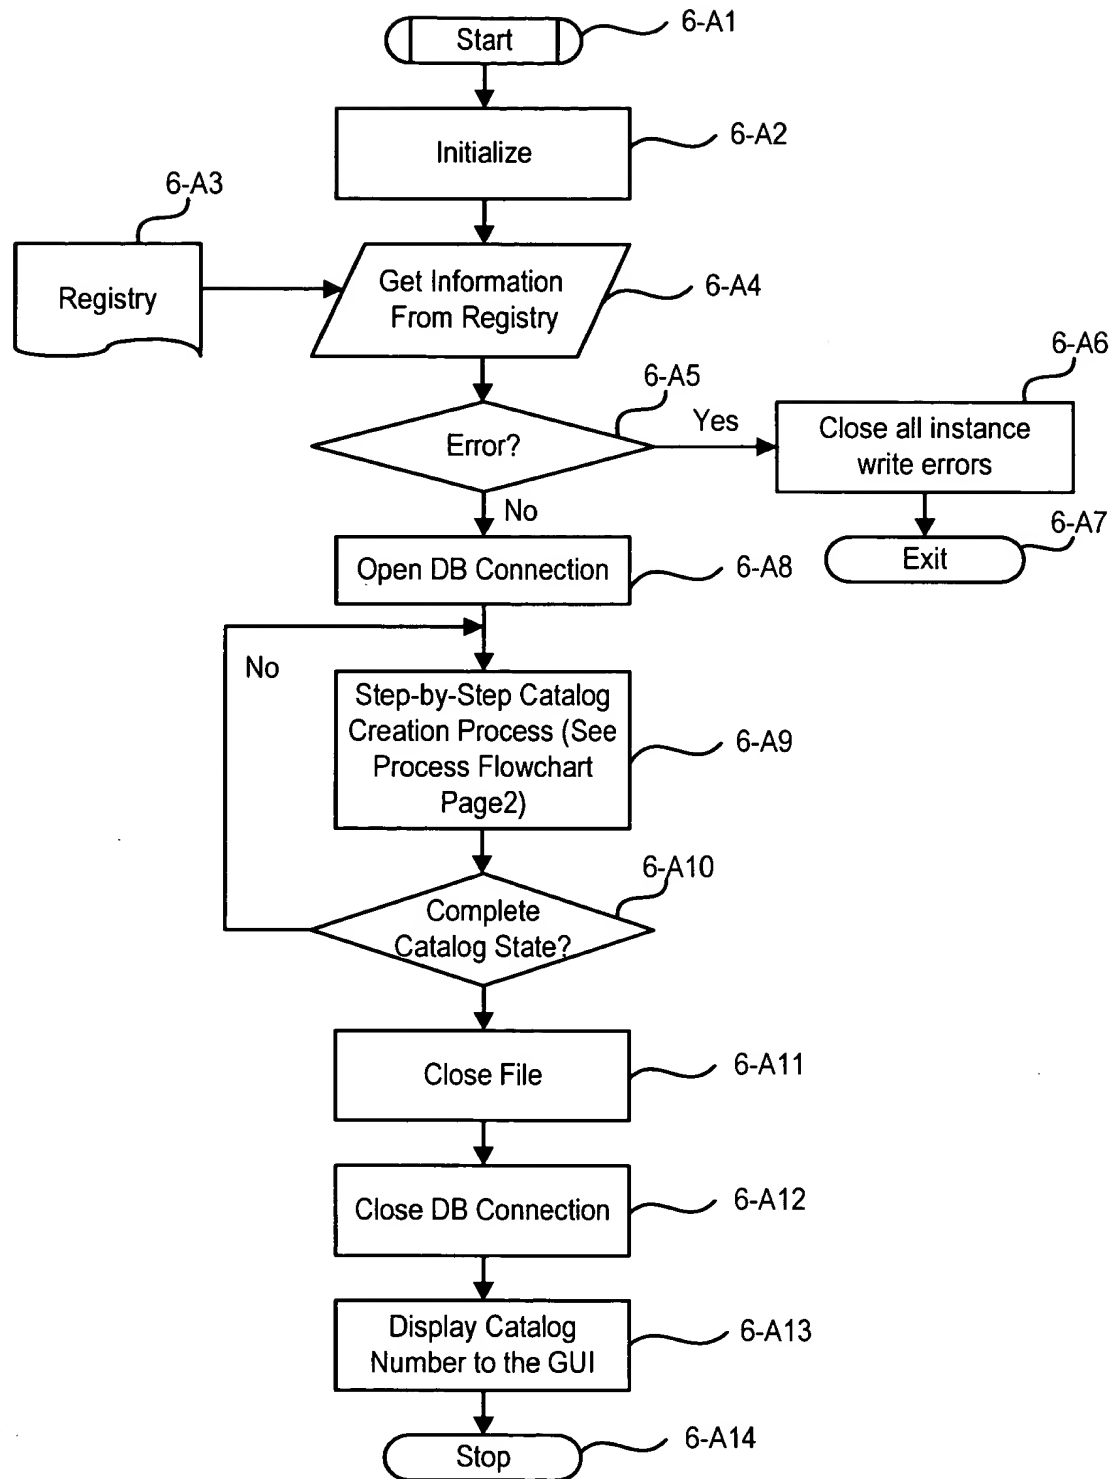 Start
6-A1
Initialize
6-A2
6-A3
Registry
Get Information
From Registry
6-A4
6-A5
Error?
Yes
6-A6
Close all instance
write errors
6-A7
Exit
No
Open DB Connection
6-A8
No
Step-by-Step Catalog
Creation Process (See
Process Flowchart
Page2)
6-A9
6-A10
Complete
Catalog State?
Close File
6-A11
Close DB Connection
6-A12
Display Catalog
Number to the GUI
6-A13
Stop
6-A14